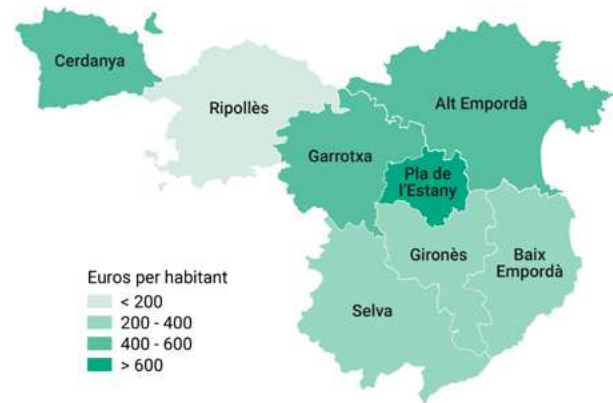 Cerdanya
Ripollès
Alt Empordà
Garrotxa
Pla de
l'Estany
Gironès
Baix
Empordà
Selva
Euros per habitant
< 200
200 - 400
400 - 600
> 600